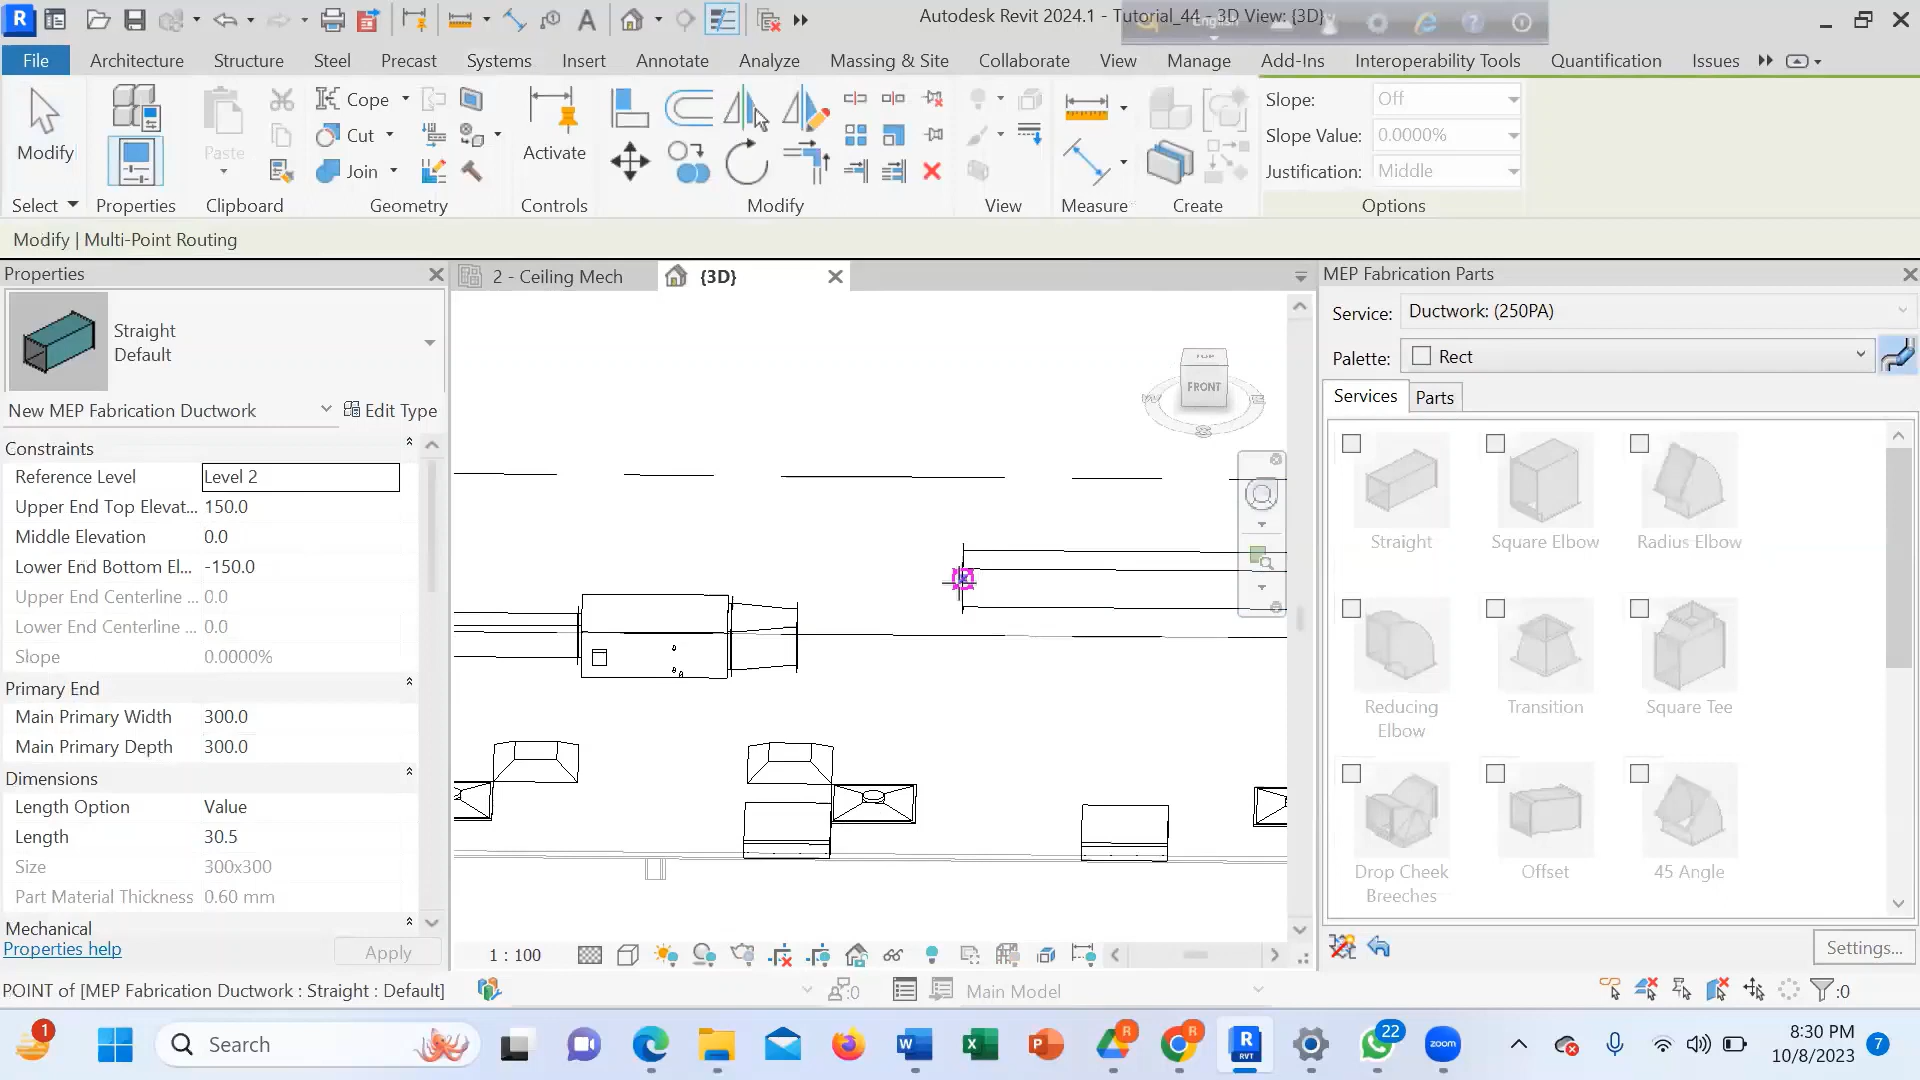 Autodesk Revit 2024.1 - Tutorial_44 - 3D View: {3D}
File Architecture Structure Steel Precast Systems Insert Annotate Analyze Massing & Site Collaborate View Manage Add-Ins Interoperability Tools Quantification Issues
Modify
Paste
Cope
Cut
Join
Activate
Slope: Off
Slope Value: 0.0000%
Justification: Middle
Select Properties Clipboard Geometry Controls Modify View Measure Create Options
Modify | Multi-Point Routing
Properties
Straight
Default
New MEP Fabrication Ductwork
Edit Type
Constraints
Reference Level Level 2
Upper End Top Elevat... 150.0
Middle Elevation 0.0
Lower End Bottom El... -150.0
Upper End Centerline ... 0.0
Lower End Centerline ... 0.0
Slope 0.0000%
Primary End
Main Primary Width 300.0
Main Primary Depth 300.0
Dimensions
Length Option Value
Length 30.5
Size 300x300
Part Material Thickness 0.60 mm
Mechanical
Properties help
Apply
2 - Ceiling Mech
{3D}
TOP
FRONT
1 : 100
MEP Fabrication Parts
Service: Ductwork: (250PA)
Palette: Rect
Services Parts
Straight Square Elbow Radius Elbow
Reducing Elbow Transition Square Tee
Drop Cheek Breeches Offset 45 Angle
Settings...
POINT of [MEP Fabrication Ductwork : Straight : Default]
:0
Main Model
:0
1
Search
R
R
R
RVT
22
zoom
8:30 PM
10/8/2023
7